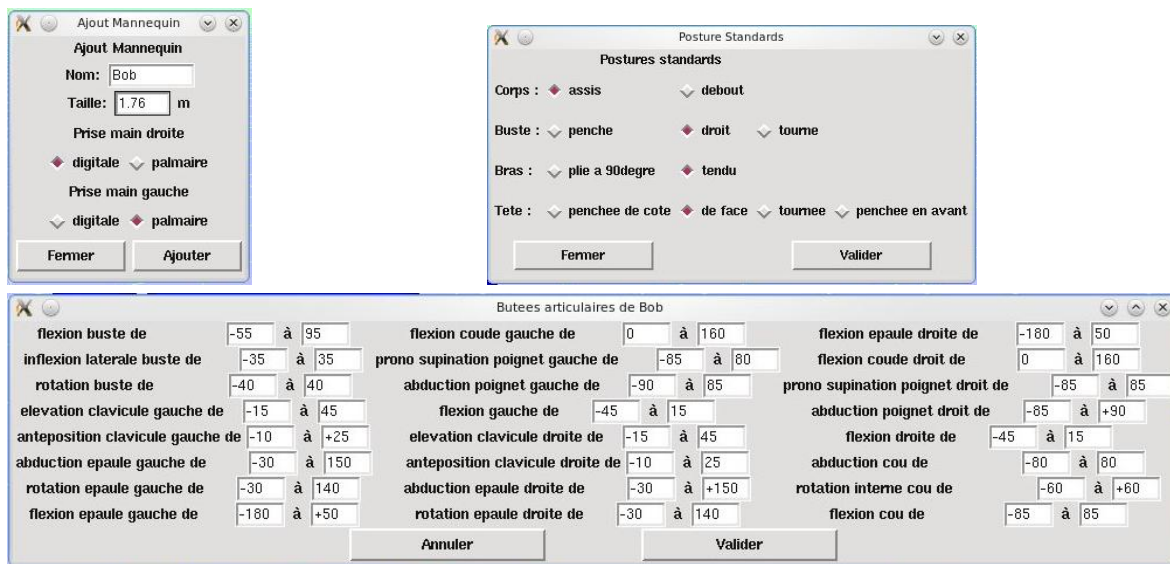 Ajout Mannequin
Ajout Mannequin
Nom: Bob
Taille: 1.76 m
Prise main droite
digitale palmaire
Prise main gauche
digitale palmaire
Fermer Ajouter
Posture Standards
Postures standards
Corps : assis debout
Buste : penche droit tourne
Bras : plie a 90degre tendu
Tete : penchee de cote de face tournee penchee en avant
Fermer Valider
Butees articulaires de Bob
flexion buste de -55 à 95 flexion coude gauche de 0 à 160 flexion epaule droite de -180 à 50
inflexion laterale buste de -35 à 35 prono supination poignet gauche de -85 à 80 flexion coude droit de 0 à 160
rotation buste de -40 à 40 abduction poignet gauche de -90 à 85 prono supination poignet droit de -85 à 85
elevation clavicule gauche de -15 à 45 flexion gauche de -45 à 15 abduction poignet droit de -85 à +90
anteposition clavicule gauche de -10 à +25 elevation clavicule droite de -15 à 45 flexion droite de -45 à 15
abduction epaule gauche de -30 à 150 anteposition clavicule droite de -10 à 25 abduction cou de -80 à 80
rotation epaule gauche de -30 à 140 abduction epaule droite de -30 à +150 rotation interne cou de -60 à +60
flexion epaule gauche de -180 à +50 rotation epaule droite de -30 à 140 flexion cou de -85 à 85
Annuler Valider